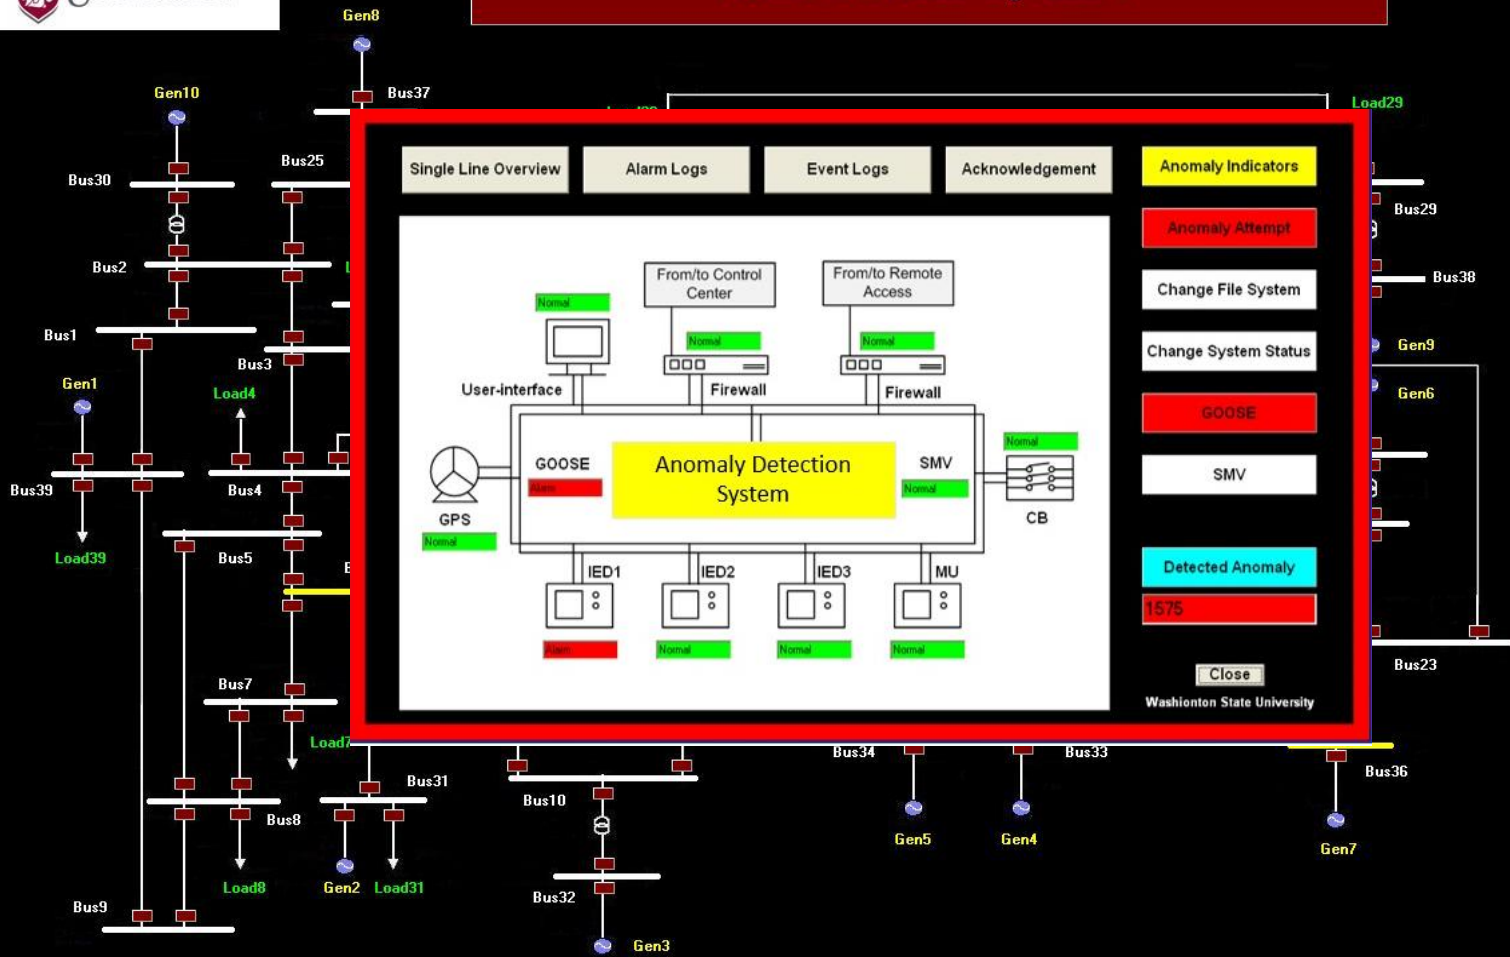 Gen8
Bus37
Gen10
Load29
Bus25
Bus30
Bus29
Bus2
Bus38
Bus1
Bus3
Gen9
Gen1
Load4
Gen6
Bus39
Bus4
Load39
Bus5
Bus23
Bus7
Load7
Bus34
Bus33
Bus31
Bus36
Bus10
Bus8
Gen5
Gen4
Gen7
Load8
Gen2
Load31
Bus32
Bus9
Gen3
Single Line Overview
Alarm Logs
Event Logs
Acknowledgement
Anomaly Indicators
Anomaly Attempt
Change File System
Change System Status
GOOSE
SMV
Detected Anomaly
1575
Close
Washionton State University
From/to Control
Center
From/to Remote
Access
Normal
Normal
Normal
User-interface
Firewall
Firewall
GOOSE
Alarm
Anomaly Detection
System
SMV
Normal
Normal
CB
GPS
Normal
IED1
IED2
IED3
MU
Alarm
Normal
Normal
Normal